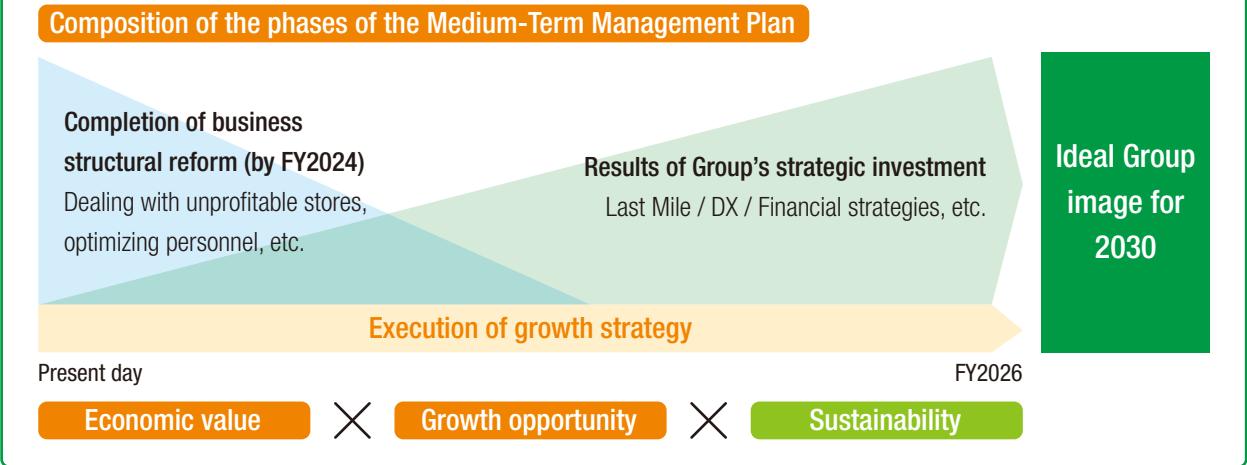 Composition of the phases of the Medium-Term Management Plan
Completion of business
structural reform (by FY2024)
Dealing with unprofitable stores,
optimizing personnel, etc.
Results of Group's strategic investment
Last Mile / DX / Financial strategies, etc.
Ideal Group
image for
2030
Execution of growth strategy
Present day
FY2026
Economic value
Growth opportunity
Sustainability